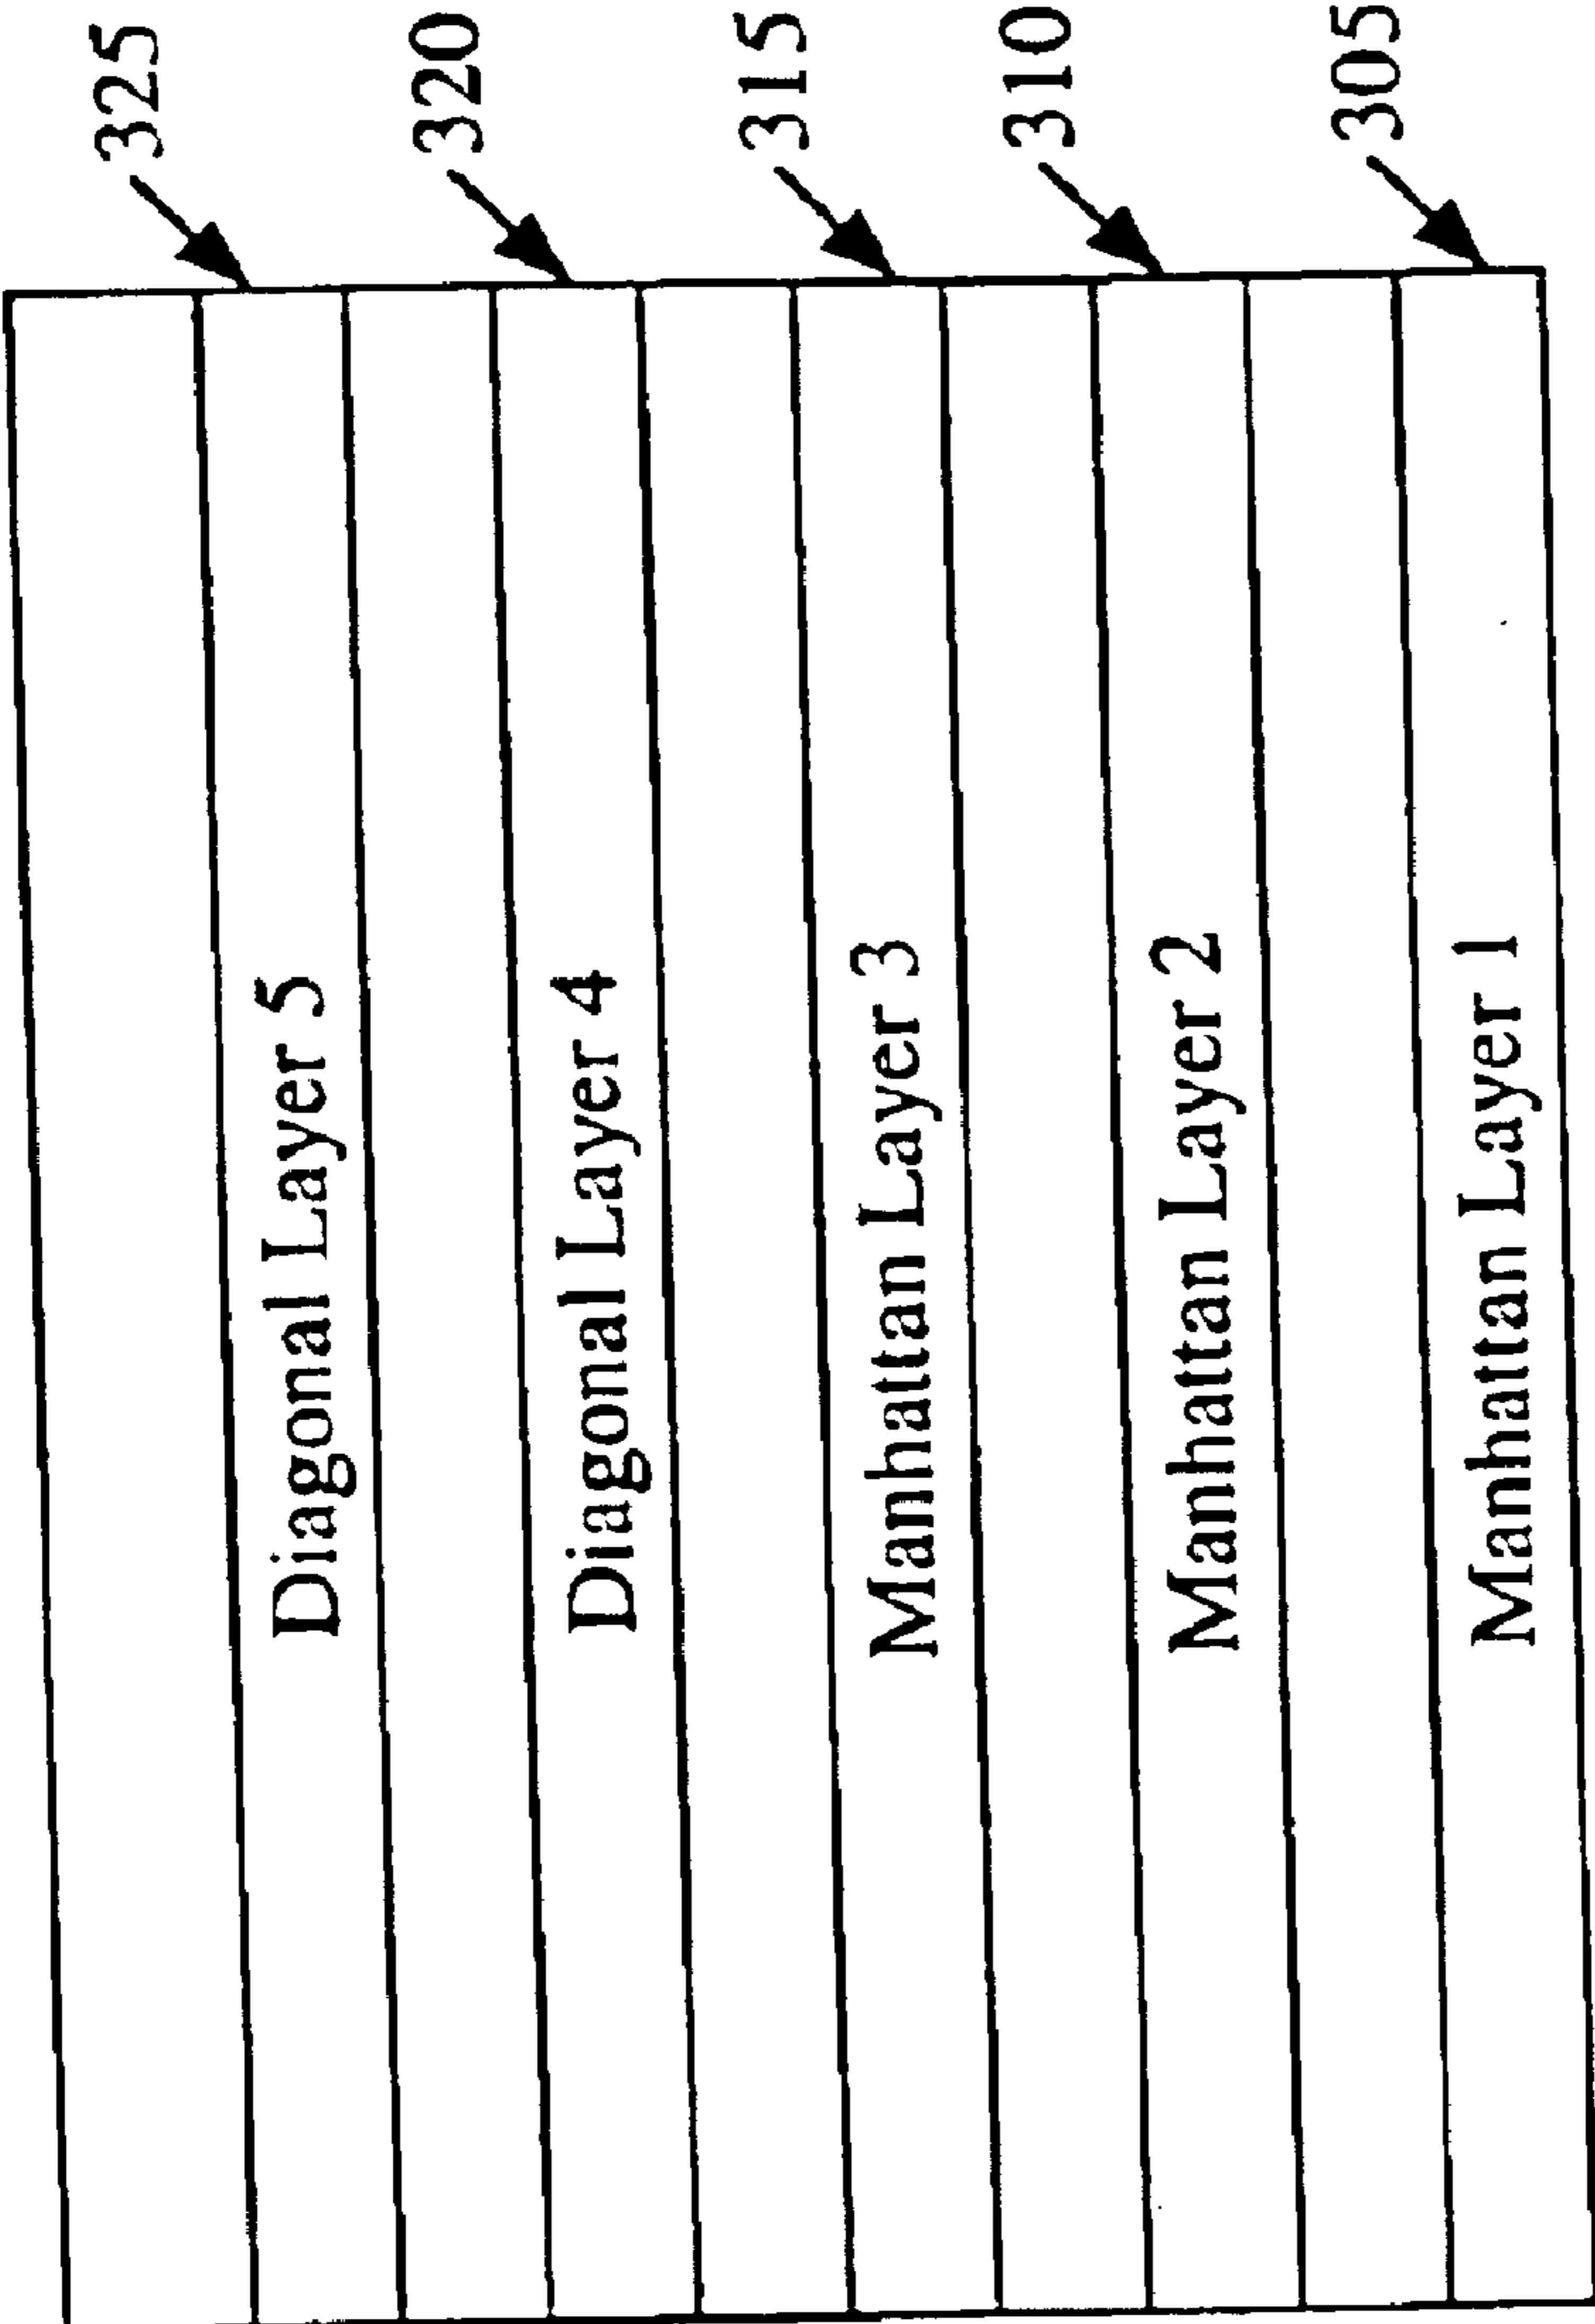 Diagonal Layer 5
325
Diagonal Layer 4
320
Manhattan Layer 3
315
Manhattan Layer 2
310
Manhattan Layer 1
305